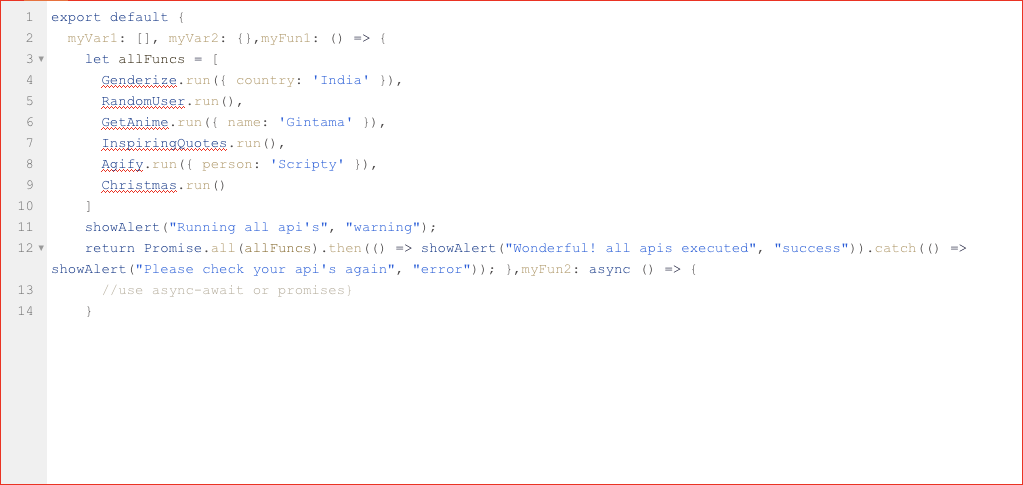 1 export default {
2 myVar1: [], myVar2: {},myFun1: () => {
3 let allFuncs = [
4 Genderize.run({ country: 'India' }),
5 RandomUser.run(),
6 GetAnime.run({ name: 'Gintama' }),
7 InspiringQuotes.run(),
8 Agify.run({ person: 'Scripty' }),
9 Christmas.run()
10 ]
11 showAlert("Running all api's", "warning");
12 return Promise.all(allFuncs).then(() => showAlert("Wonderful! all apis executed", "success")).catch(() =>
showAlert("Please check your api's again", "error")); },myFun2: async () => {
13 //use async-await or promises}
14 }